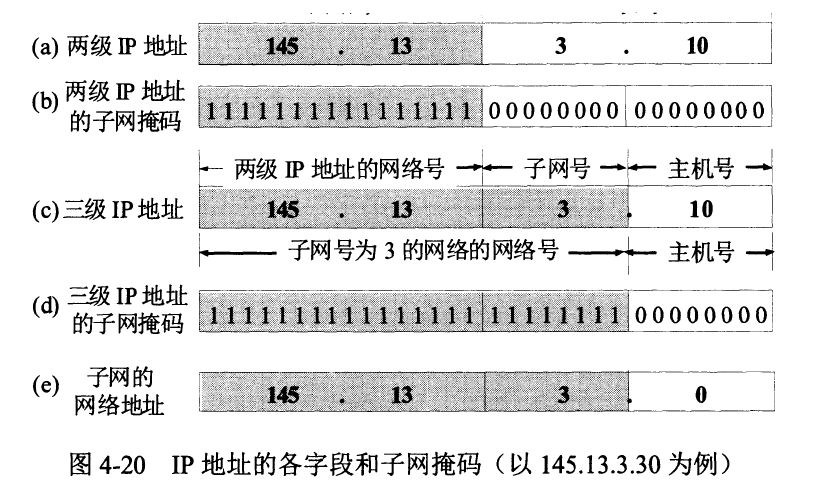 (a) 两级 IP 地址 145 . 13 3 . 10
(b) 两级 IP 地址
的子网掩码 1111111111111111 00000000 00000000
两级 IP 地址的网络号 子网号 主机号
(c) 三级 IP 地址 145 . 13 3 . 10
子网号为 3 的网络的网络号 主机号
(d) 三级 IP 地址
的子网掩码 1111111111111111 11111111 00000000
(e) 子网的
网络地址 145 . 13 3 . 0
图 4-20 IP 地址的各字段和子网掩码（以 145.13.3.30 为例）